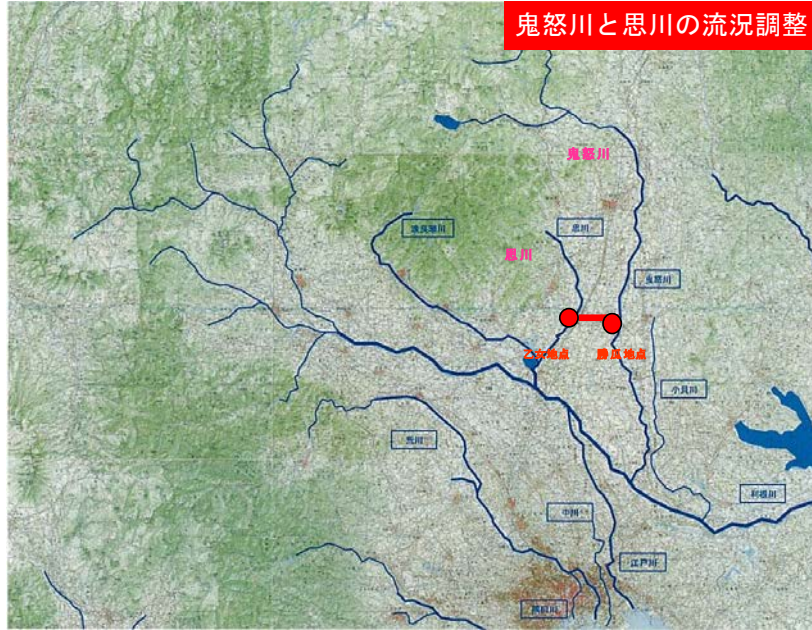 鬼怒川と思川の流況調整
鬼怒川
渡良瀬川
思川
思川
鬼怒川
乙女地点
勝瓜地点
小貝川
荒川
利根川
中川
江戸川
隅田川